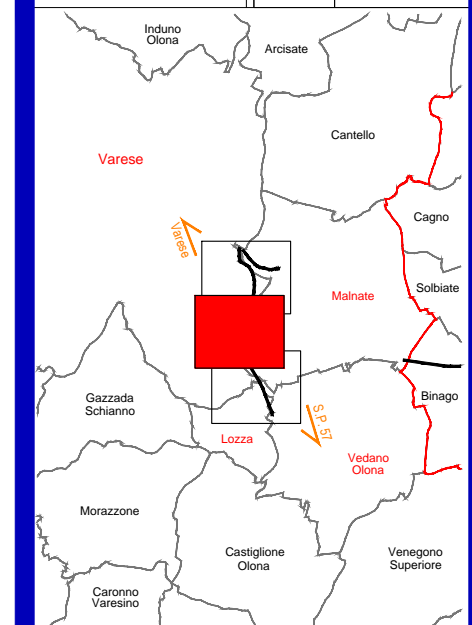 Induno
Olona
Arcisate
Cantello
Varese
Cagno
Varese
Solbiate
Malnate
Binago
Gazzada
Schianno
S.P.57
Lozza
Vedano
Olona
Morazzone
Castiglione
Olona
Venegono
Superiore
Caronno
Varesino